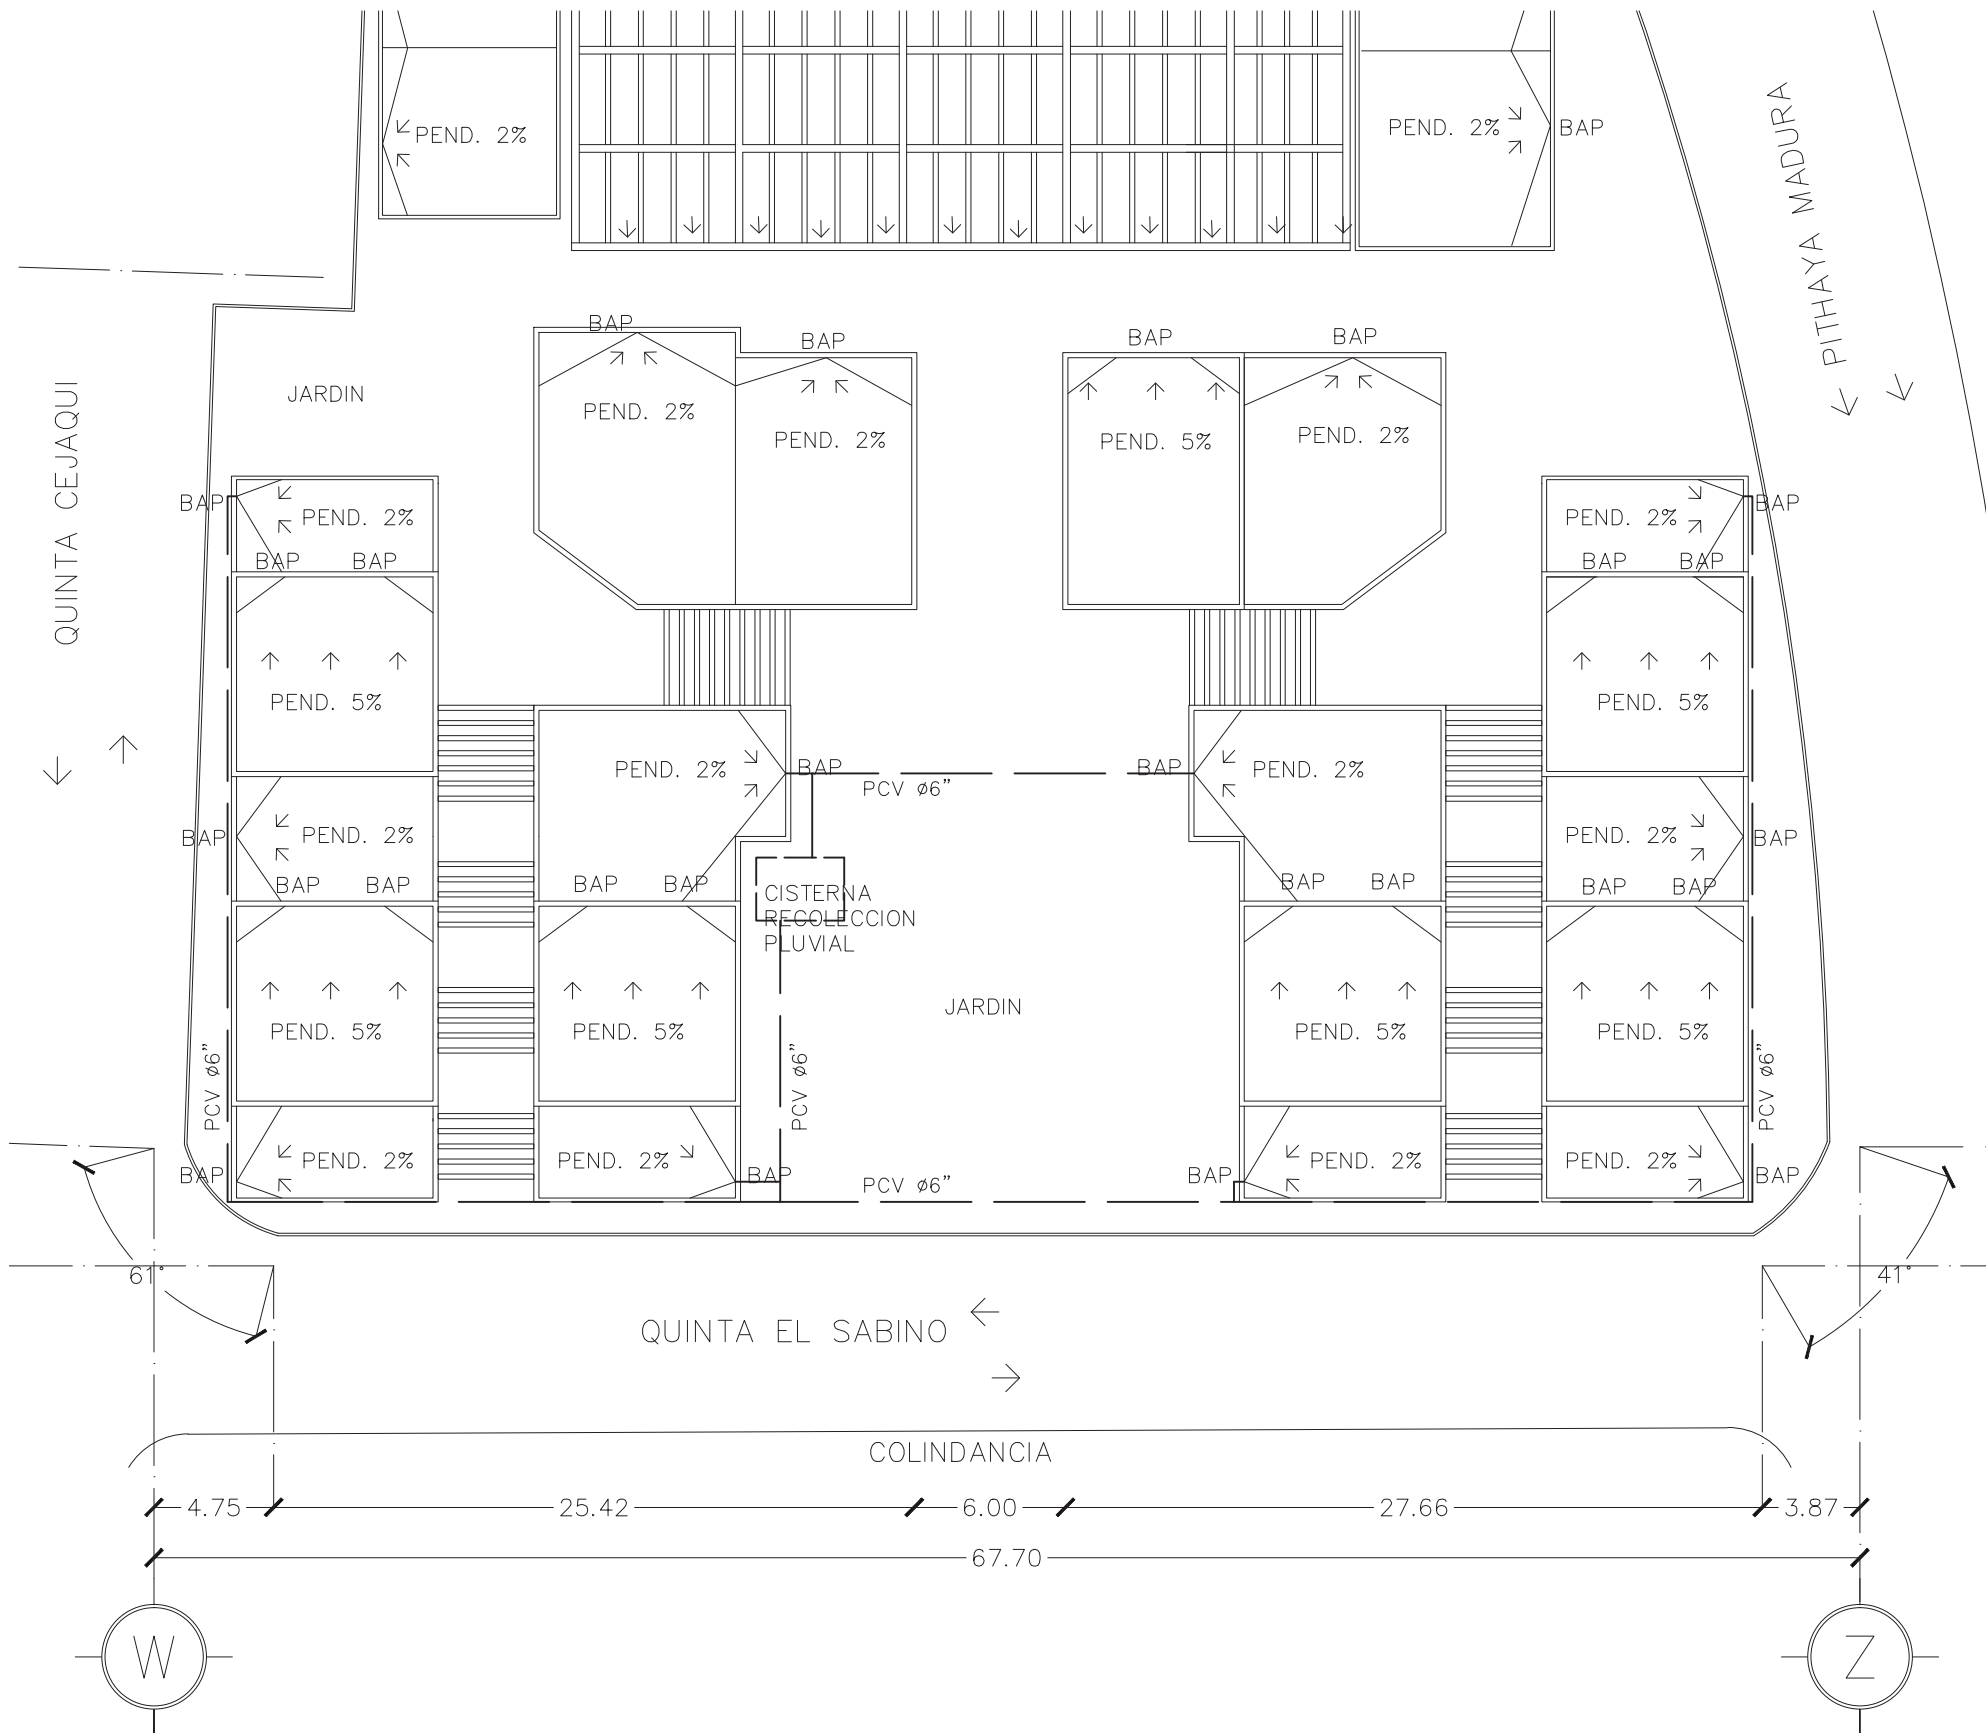 PEND. 2%
PEND. 2%
BAP
PITHAYA MADURA
BAP
BAP
BAP
BAP
JARDIN
QUINTA CEJAQUI
PEND. 2%
PEND. 2%
PEND. 5%
PEND. 2%
BAP
PEND. 2%
BAP
BAP
PEND. 2%
BAP
BAP
BAP
PEND. 5%
PEND. 5%
PEND. 2%
BAP
PCV ø6”
BAP
PEND. 2%
BAP
PEND. 2%
BAP
BAP
BAP
BAP
CISTERNA
RECOLECCION
PLUVIAL
BAP
BAP
PEND. 2%
BAP
BAP
BAP
JARDIN
PEND. 5%
PEND. 5%
PEND. 5%
PEND. 5%
PCV ø6”
PCV ø6”
PCV ø6”
BAP
PEND. 2%
PEND. 2%
BAP
PCV ø6”
BAP
PEND. 2%
PEND. 2%
BAP
61°
41°
QUINTA EL SABINO
COLINDANCIA
4.75
25.42
6.00
27.66
3.87
67.70
W
Z